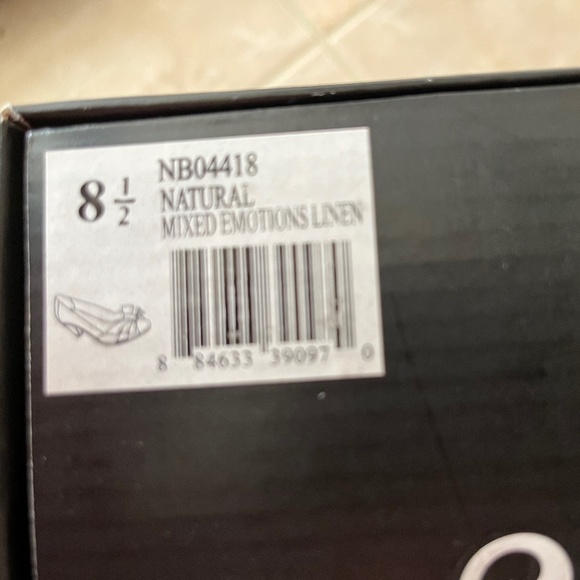 8 1/2
NB04418
NATURAL
MIXED EMOTIONS LINEN
8 84633 39097 0